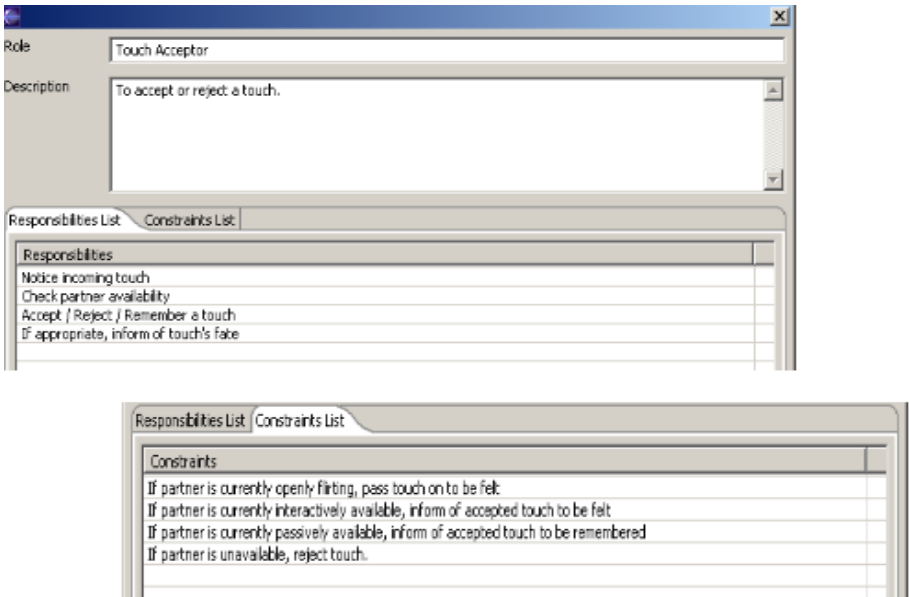 Role
Touch Acceptor
Description
To accept or reject a touch.
Responsibilities List Constraints List
Responsibilities
Notice incoming touch
Check partner availability
Accept / Reject / Remember a touch
If appropriate, inform of touch's fate
Responsibilities List Constraints List
Constraints
If partner is currently openly flirting, pass touch on to be felt
If partner is currently interactively available, inform of accepted touch to be felt
If partner is currently passively available, inform of accepted touch to be remembered
If partner is unavailable, reject touch.